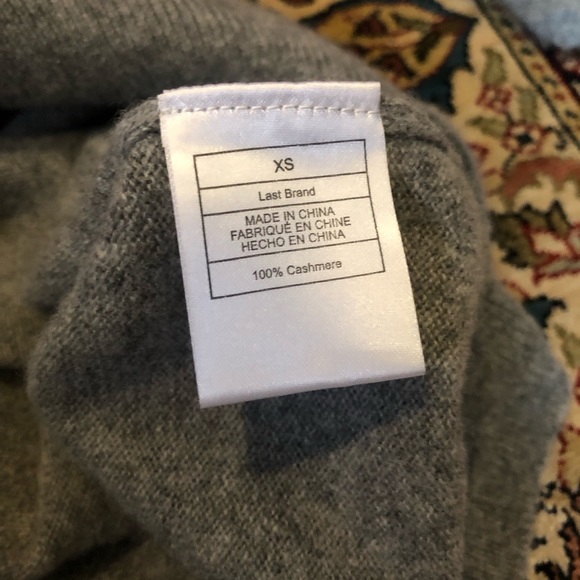 XS
Last Brand
MADE IN CHINA
FABRIQUÉ EN CHINE
HECHO EN CHINA
100% Cashmere